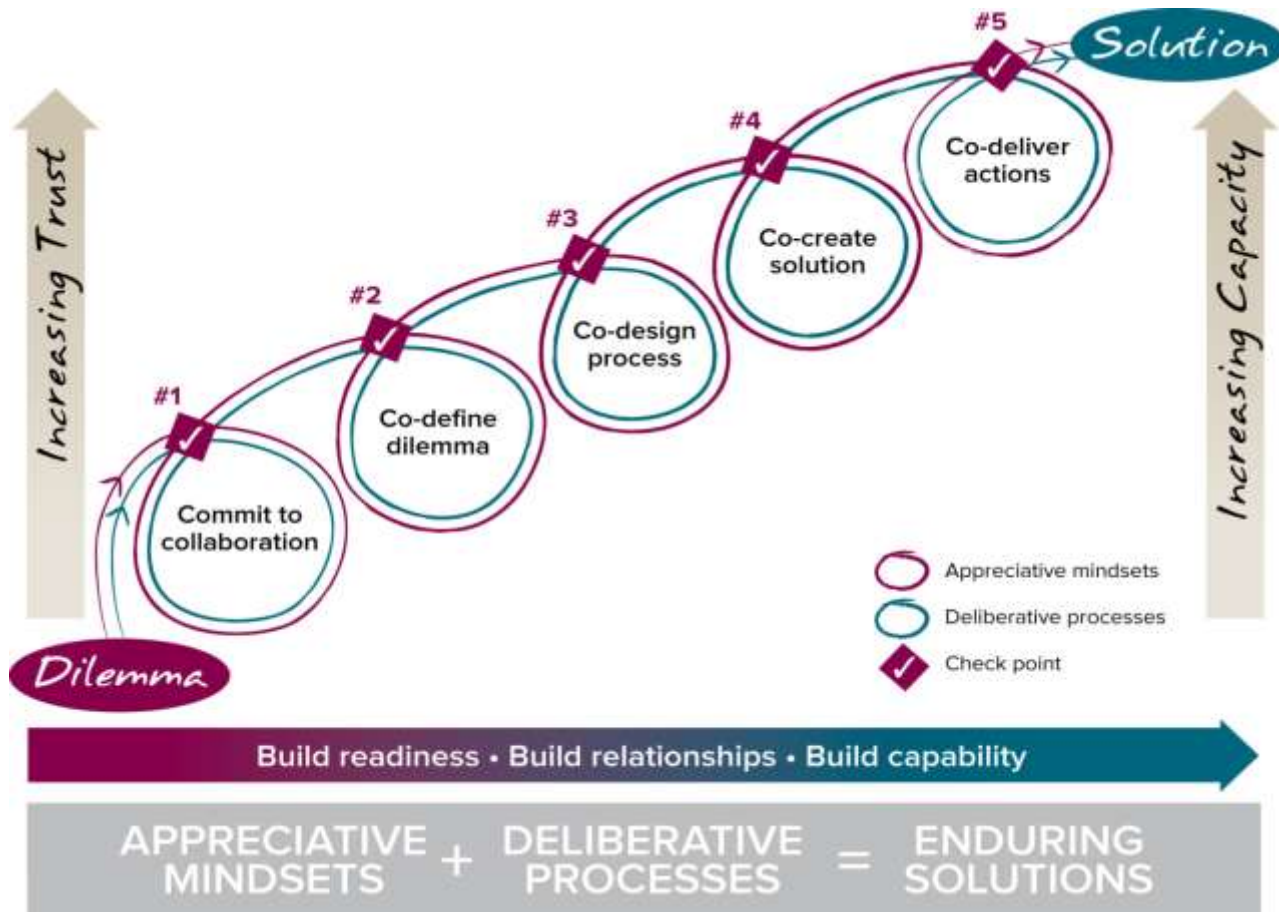 #5
Solution
#4
Co-deliver
actions
#3
Co-create
solution
#2
Co-design
process
#1
Co-define
dilemma
Commit to
collaboration
Increasing Trust
Increasing Capacity
Appreciative mindsets
Deliberative processes
Check point
Dilemma
Build readiness • Build relationships • Build capability
APPRECIATIVE
MINDSETS
+
DELIBERATIVE
PROCESSES
=
ENDURING
SOLUTIONS